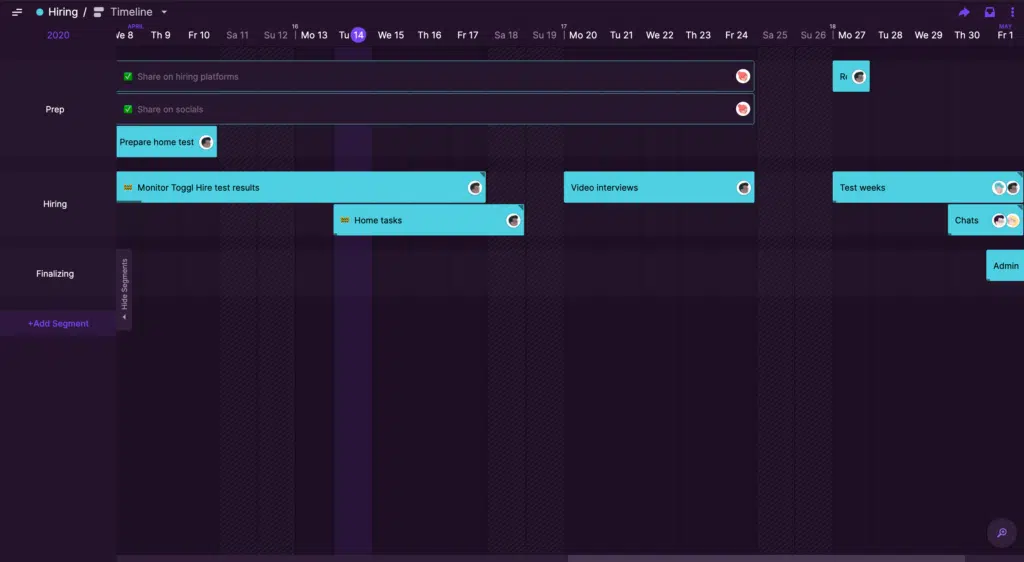 Hiring / Timeline
2020
APRIL 16 17 18 MAY
We 8 Th 9 Fr 10 Sa 11 Su 12 Mo 13 Tu 14 We 15 Th 16 Fr 17 Sa 18 Su 19 Mo 20 Tu 21 We 22 Th 23 Fr 24 Sa 25 Su 26 Mo 27 Tu 28 We 29 Th 30 Fr 1
Share on hiring platforms
Prep
Share on socials
Prepare home test
Hiring
Monitor Toggl Hire test results
Video interviews
Test weeks
Home tasks
Chats
Finalizing
Hide Segments
Admin
+Add Segment